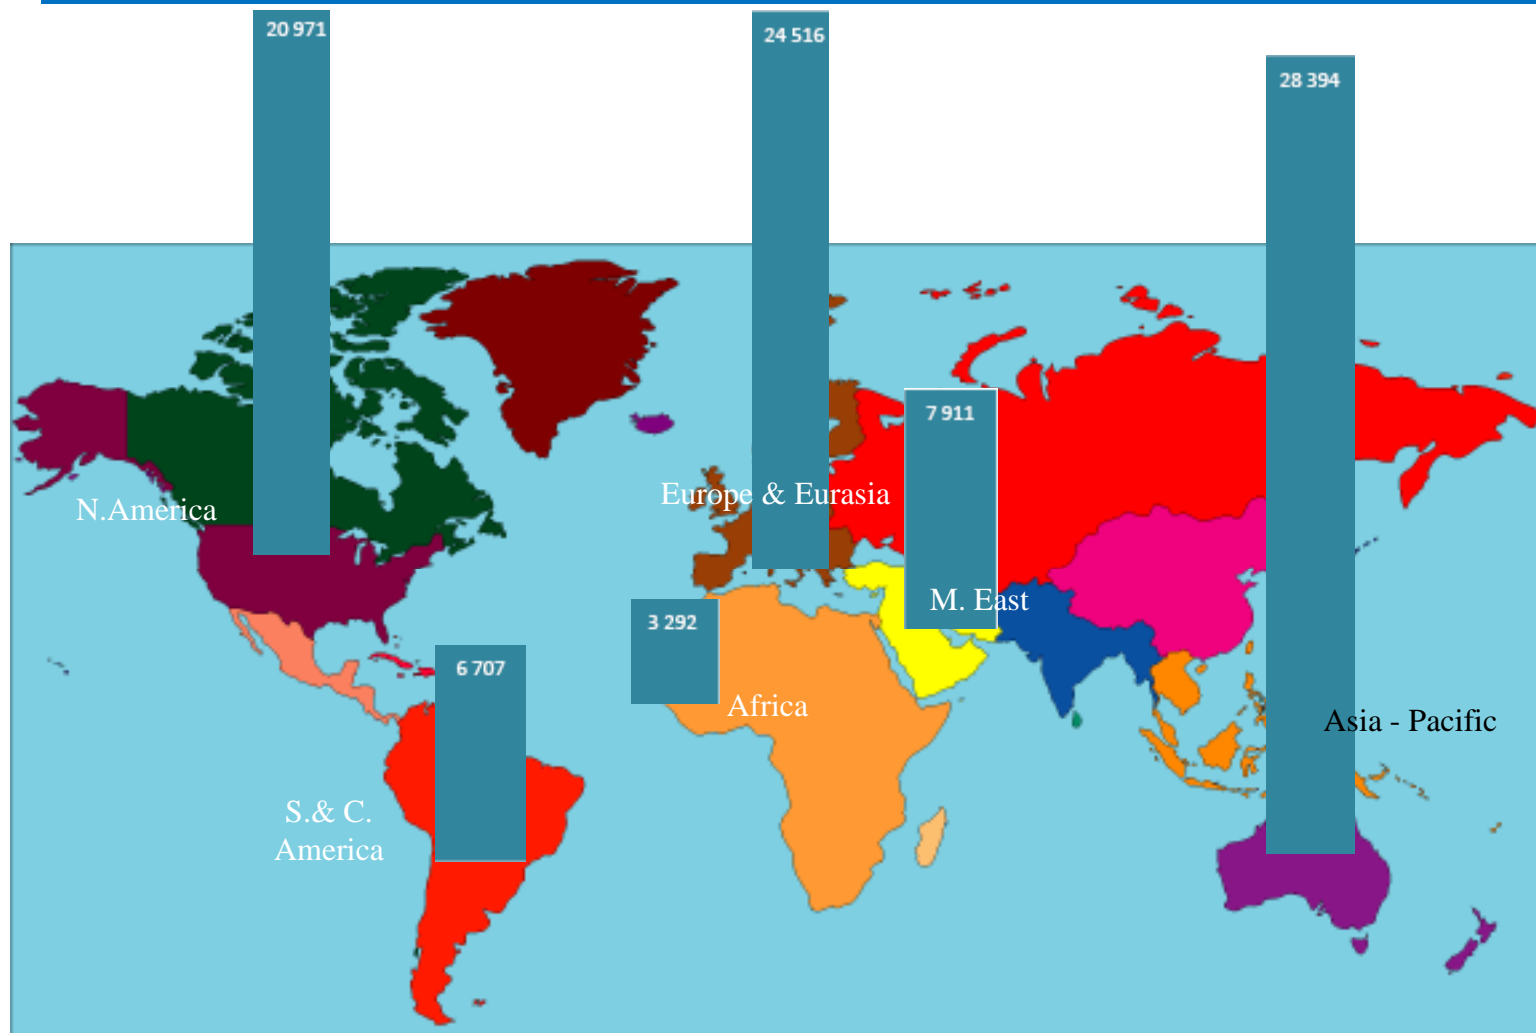 20 971
24 516
28 394
7 911
N.America
Europe & Eurasia
M. East
3 292
6 707
Africa
Asia - Pacific
S.& C.
America